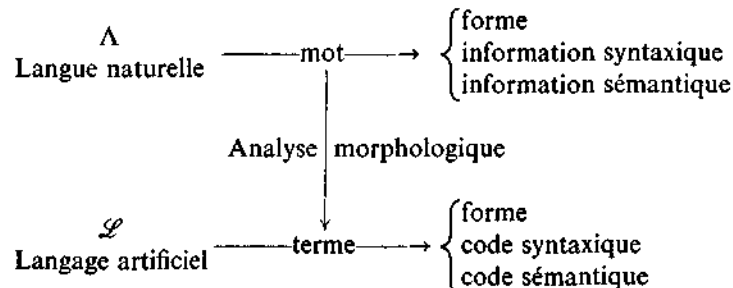 Λ
Langue naturelle
mot
forme
information syntaxique
information sémantique
Analyse morphologique
ℒ
Langage artificiel
terme
forme
code syntaxique
code sémantique